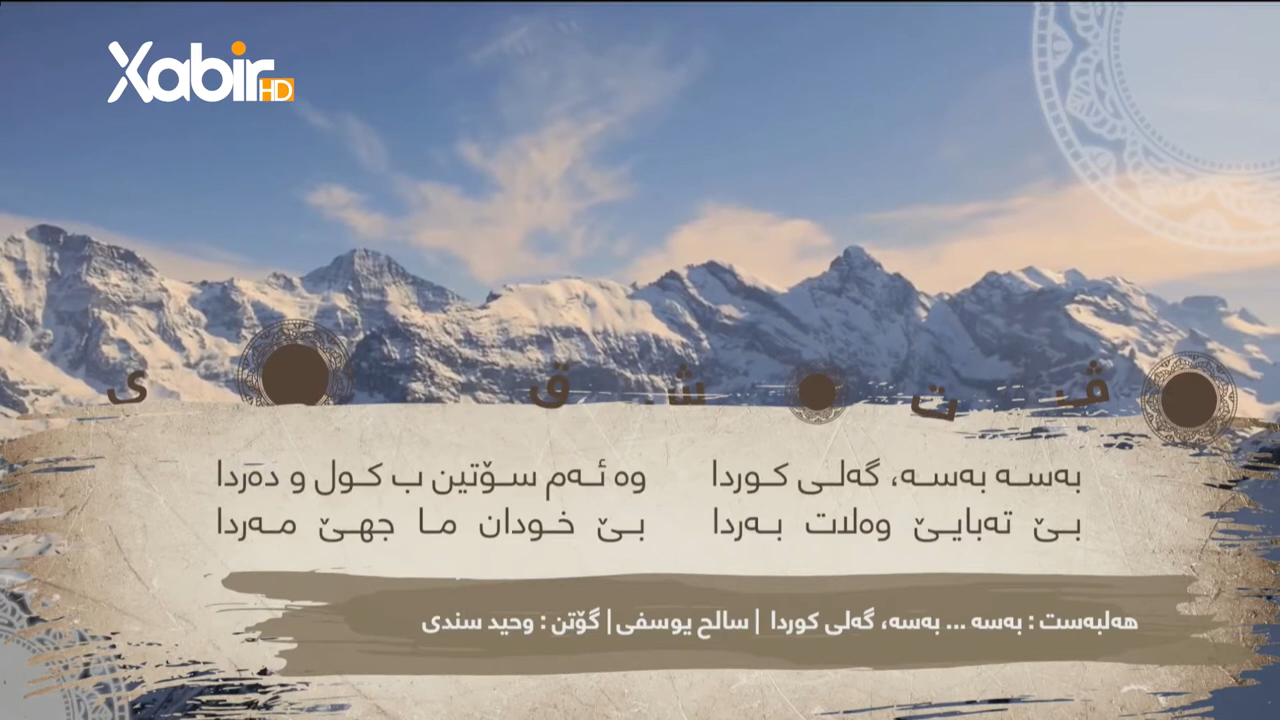 Xabir HD
ڤ ت ش ق ی
بەسە بەسە، گەلی کوردا وە ئەم سۆتین ب کول و دەردا
بێ تەبایێ وەلات بەردا بێ خودان ما جهێ مەردا
هەلبەست : بەسە ... بەسە، گەلی کوردا | سالح یوسفی | گۆتن : وحید سندی